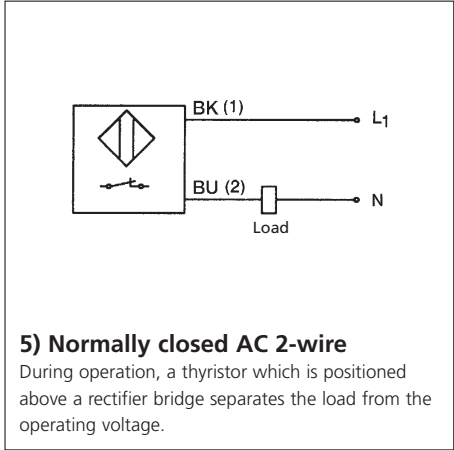 BK (1)
L1
BU (2)
N
Load
5) Normally closed AC 2-wire
During operation, a thyristor which is positioned
above a rectifier bridge separates the load from the
operating voltage.